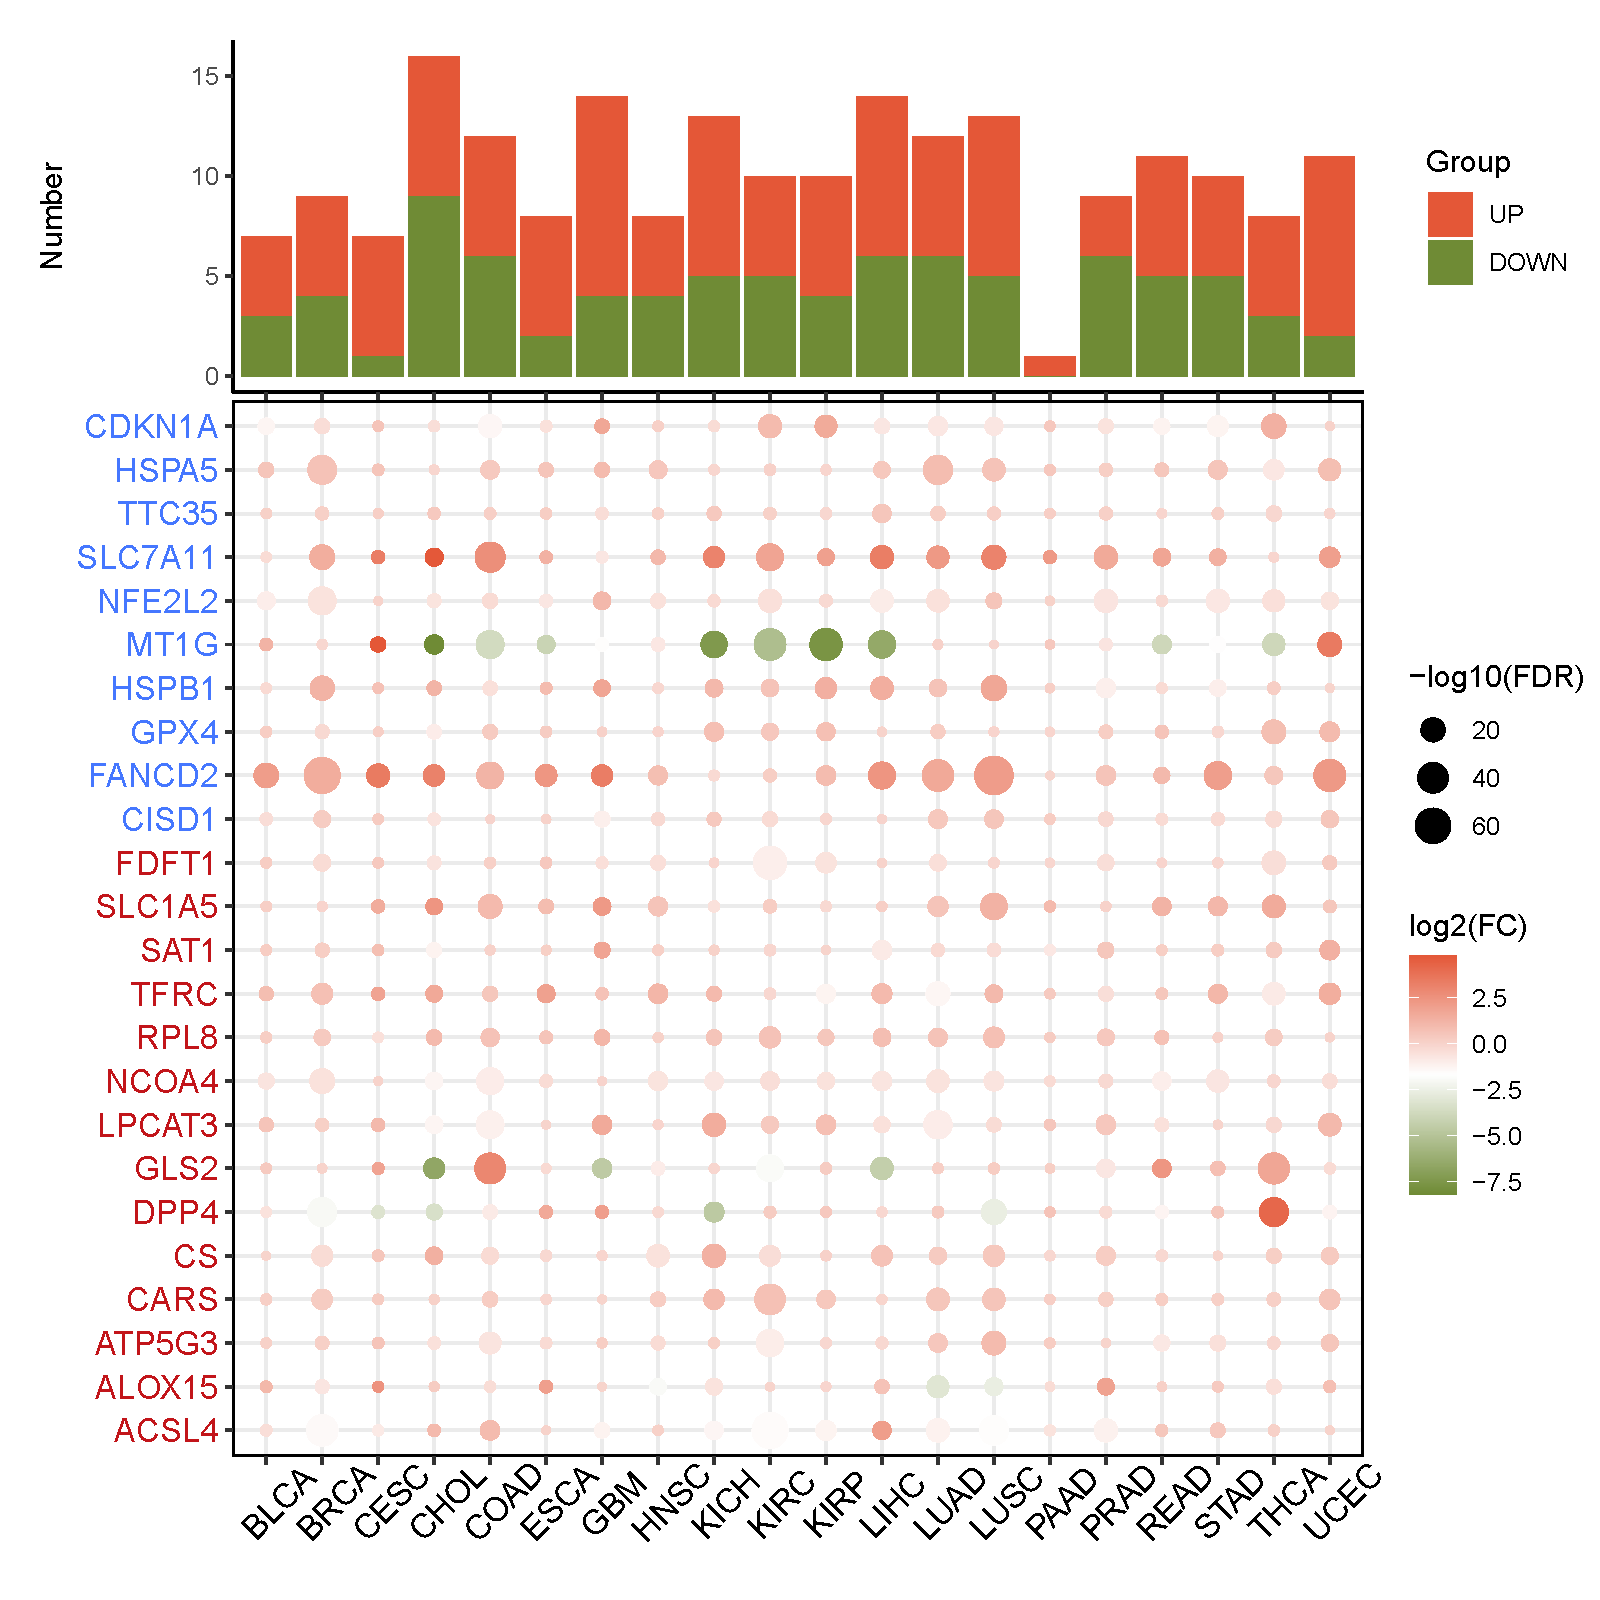 Number
15
10
5
0
Group
UP
DOWN
CDKN1A
HSPA5
TTC35
SLC7A11
NFE2L2
MT1G
HSPB1
GPX4
FANCD2
CISD1
FDFT1
SLC1A5
SAT1
TFRC
RPL8
NCOA4
LPCAT3
GLS2
DPP4
CS
CARS
ATP5G3
ALOX15
ACSL4
−log10(FDR)
20
40
60
log2(FC)
2.5
0.0
−2.5
−5.0
−7.5
BLCA
BRCA
CESC
CHOL
COAD
ESCA
GBM
HNSC
KICH
KIRC
KIRP
LIHC
LUAD
LUSC
PAAD
PRAD
READ
STAD
THCA
UCEC